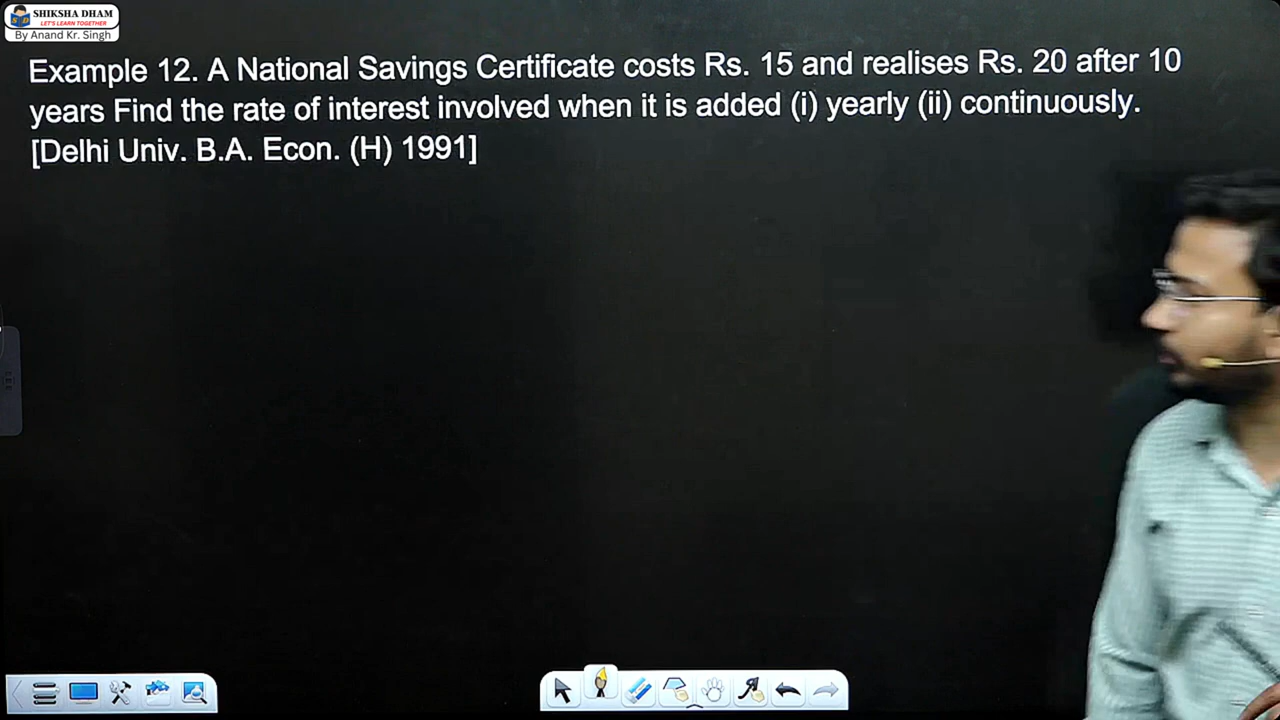 SHIKSHA DHAM
LET'S LEARN TOGETHER
By Anand Kr. Singh
Example 12. A National Savings Certificate costs Rs. 15 and realises Rs. 20 after 10
years Find the rate of interest involved when it is added (i) yearly (ii) continuously.
[Delhi Univ. B.A. Econ. (H) 1991]